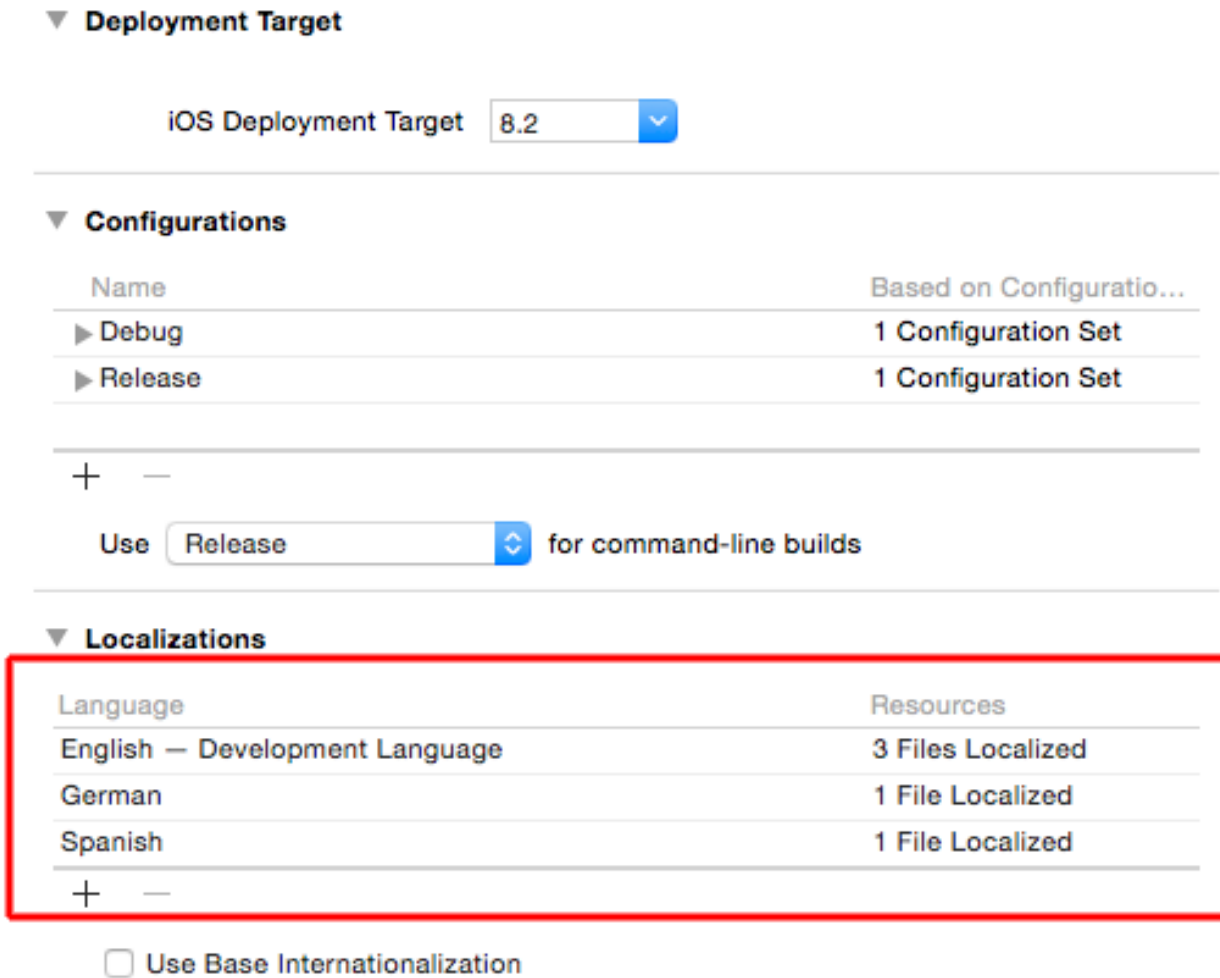 Deployment Target
iOS Deployment Target 8.2
Configurations
Name Based on Configuratio...
Debug 1 Configuration Set
Release 1 Configuration Set
Use Release for command-line builds
Localizations
Language Resources
English — Development Language 3 Files Localized
German 1 File Localized
Spanish 1 File Localized
Use Base Internationalization